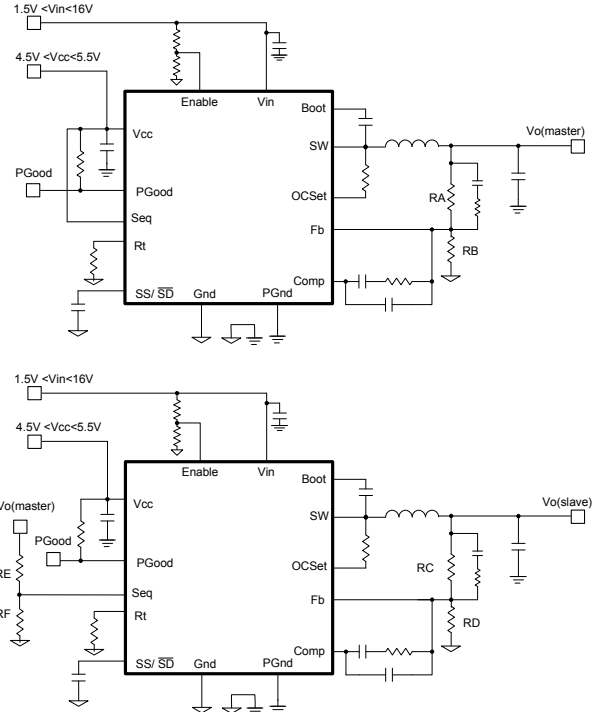 1.5V <Vin<16V
4.5V <Vcc<5.5V
Enable
Vin
Boot
Vcc
SW
Vo(master)
PGood
PGood
OCSet
RA
Seq
Fb
Rt
RB
Comp
SS/ SD
Gnd
PGnd
1.5V <Vin<16V
4.5V <Vcc<5.5V
Enable
Vin
Boot
Vo(master)
Vcc
SW
Vo(slave)
PGood
PGood
OCSet
RC
RE
Seq
Fb
RF
Rt
RD
Comp
SS/ SD
Gnd
PGnd